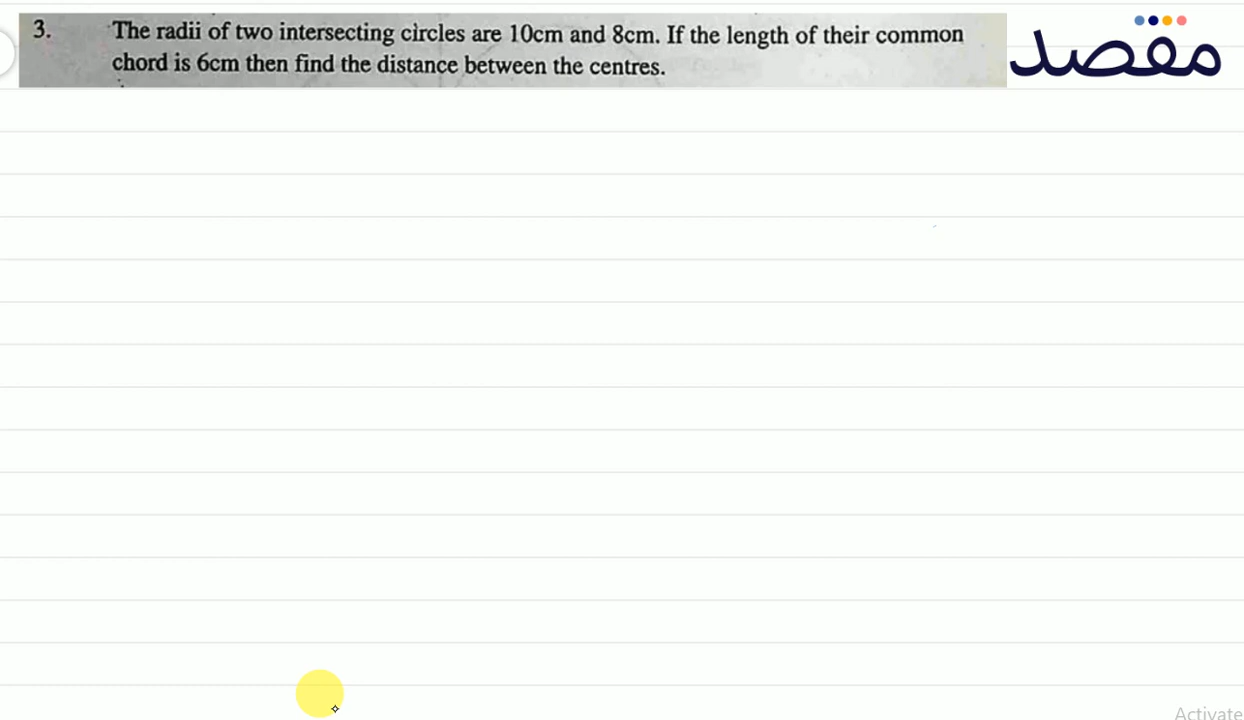 3. The radii of two intersecting circles are 10cm and 8cm. If the length of their common
chord is 6cm then find the distance between the centres.
مقصد
Activate